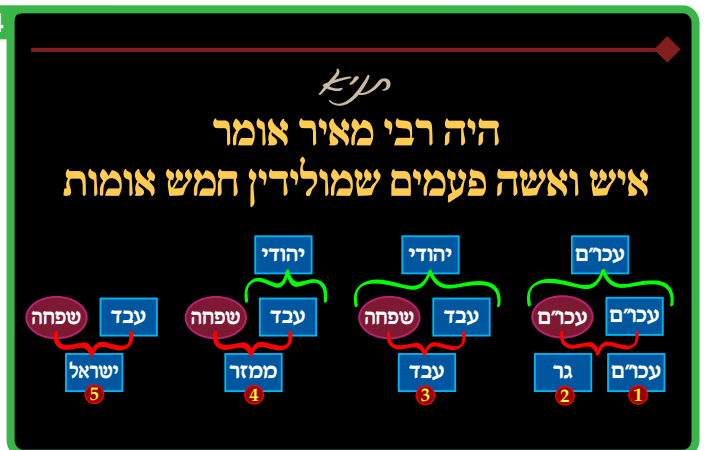 4
תניא
היה רבי מאיר אומר
איש ואשה פעמים שמולידין חמש אומות
עכו״ם יהודי יהודי
עכו״ם עכו״ם עבד שפחה עבד שפחה עבד שפחה
עכו״ם גר עבד ממזר ישראל
1 2 3 4 5